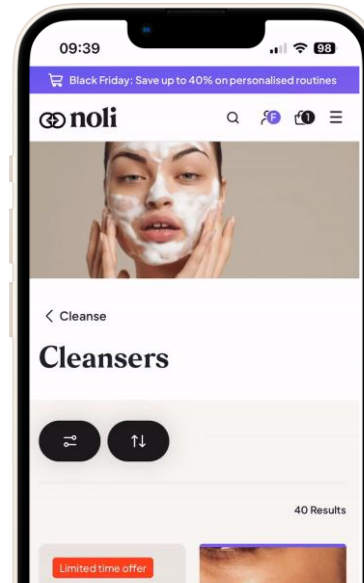 09:39
98
Black Friday: Save up to 40% on personalised routines
noli
F
1
Cleanse
Cleansers
40 Results
Limited time offer